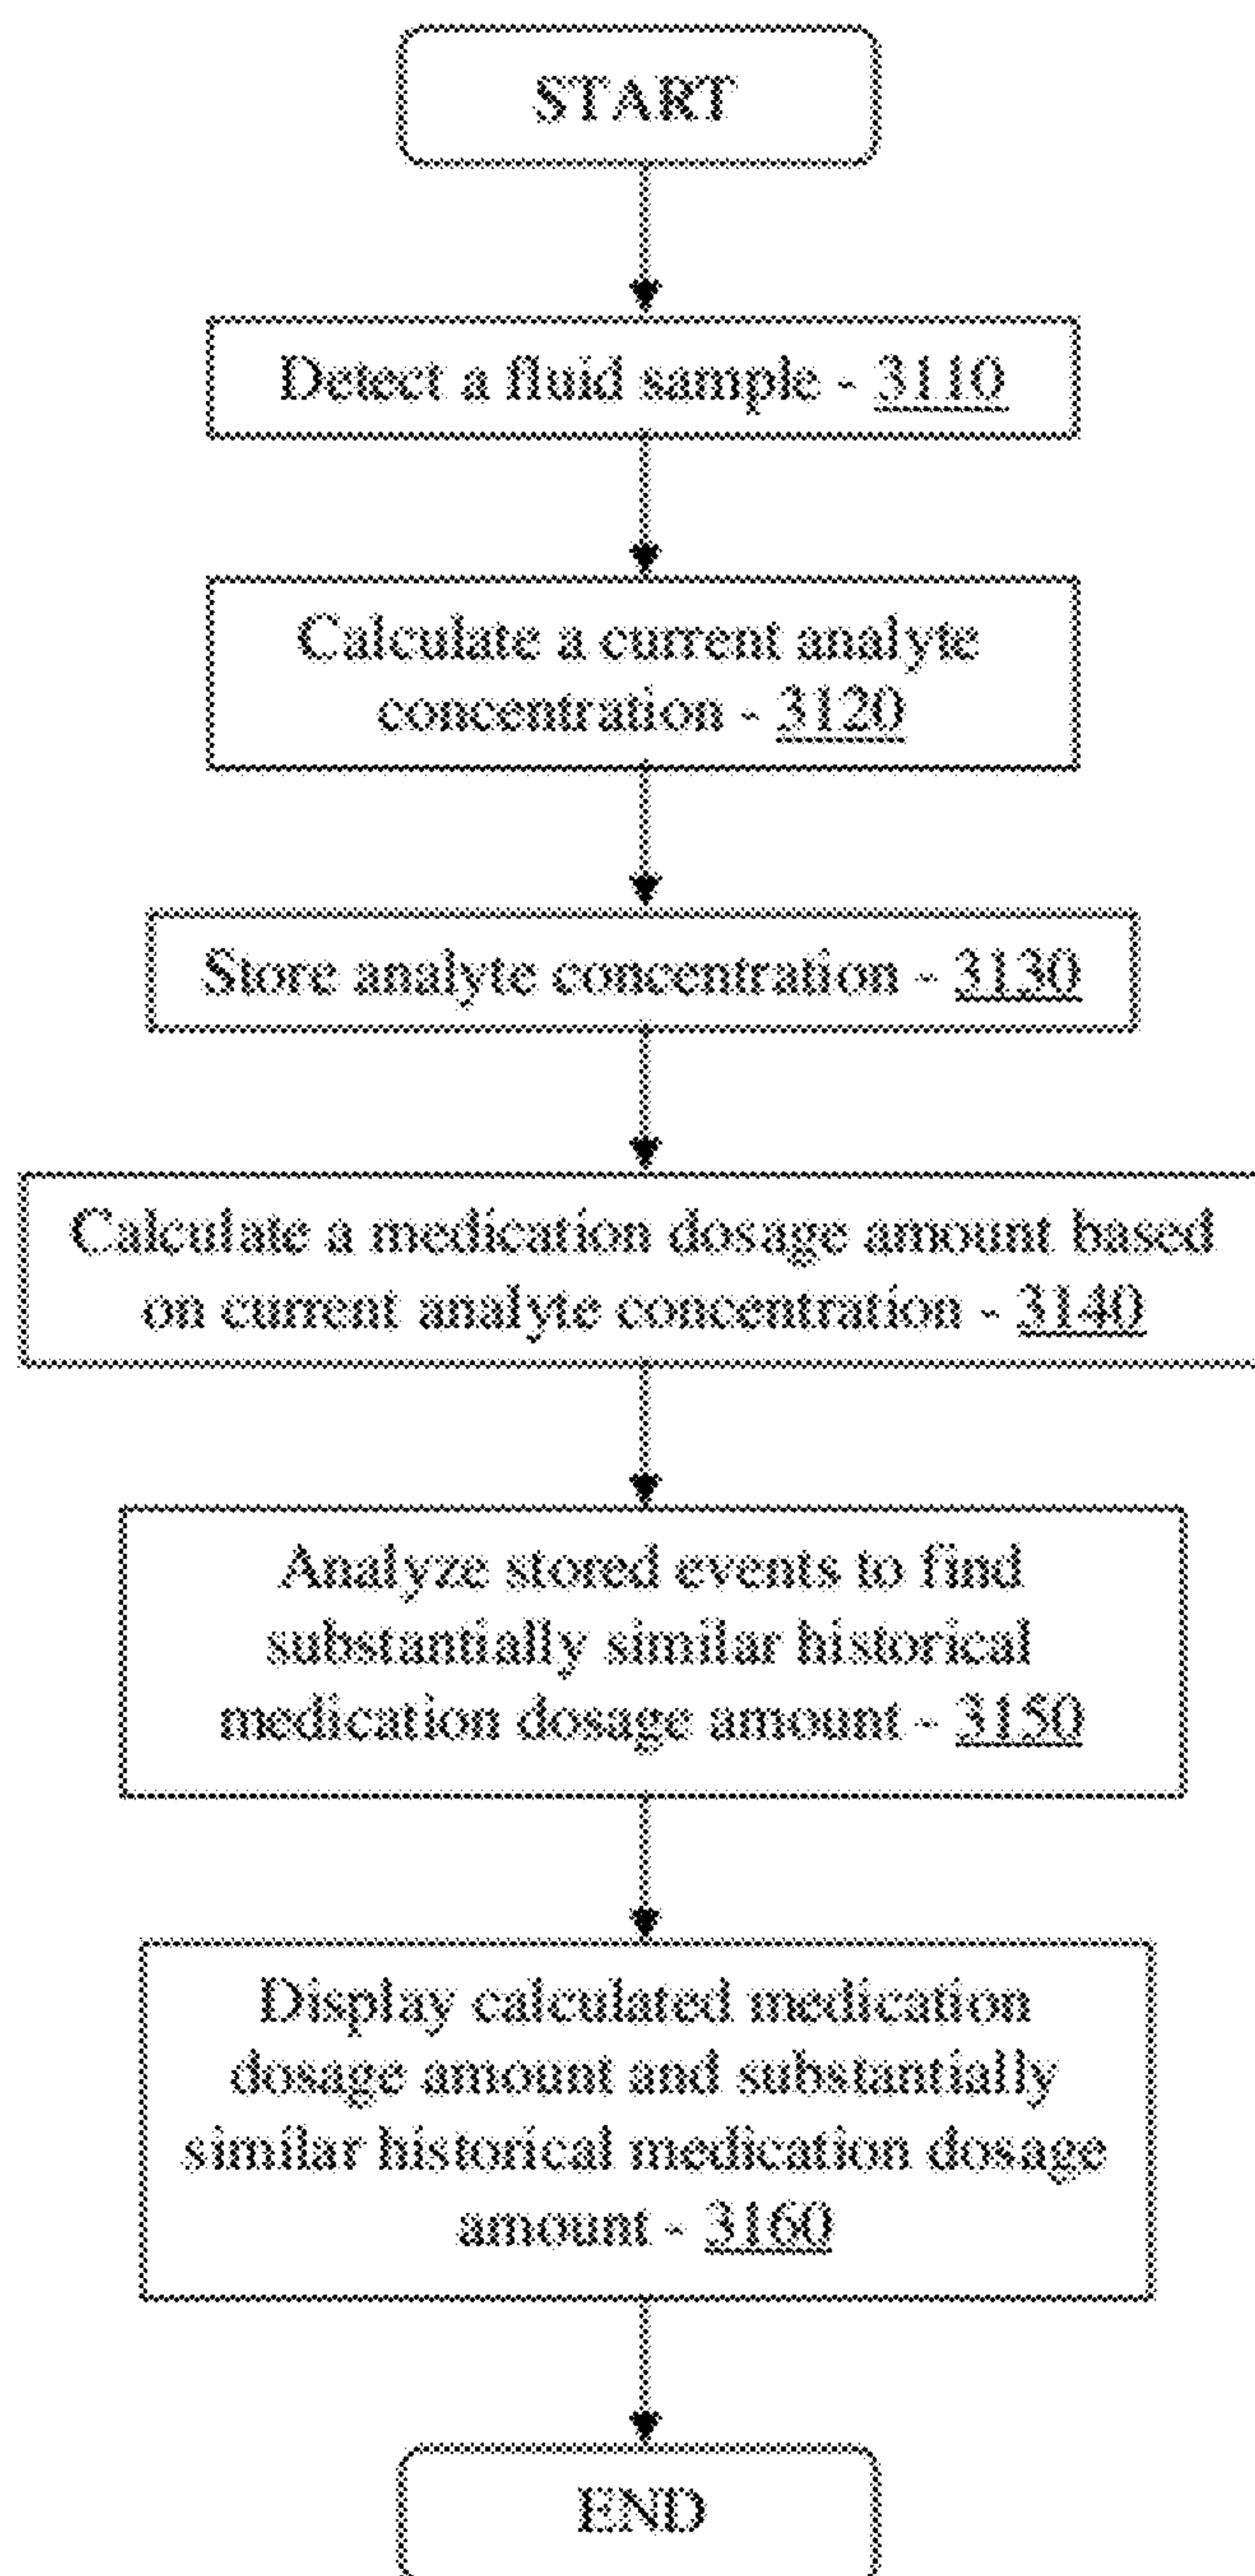 START
Detect a fluid sample - 3110
Calculate a current analyte
concentration - 3120
Store analyte concentration - 3130
Calculate a medication dosage amount based
on current analyte concentration - 3140
Analyze stored events to find
substantially similar historical
medication dosage amount - 3150
Display calculated medication
dosage amount and substantially
similar historical medication dosage
amount - 3160
END